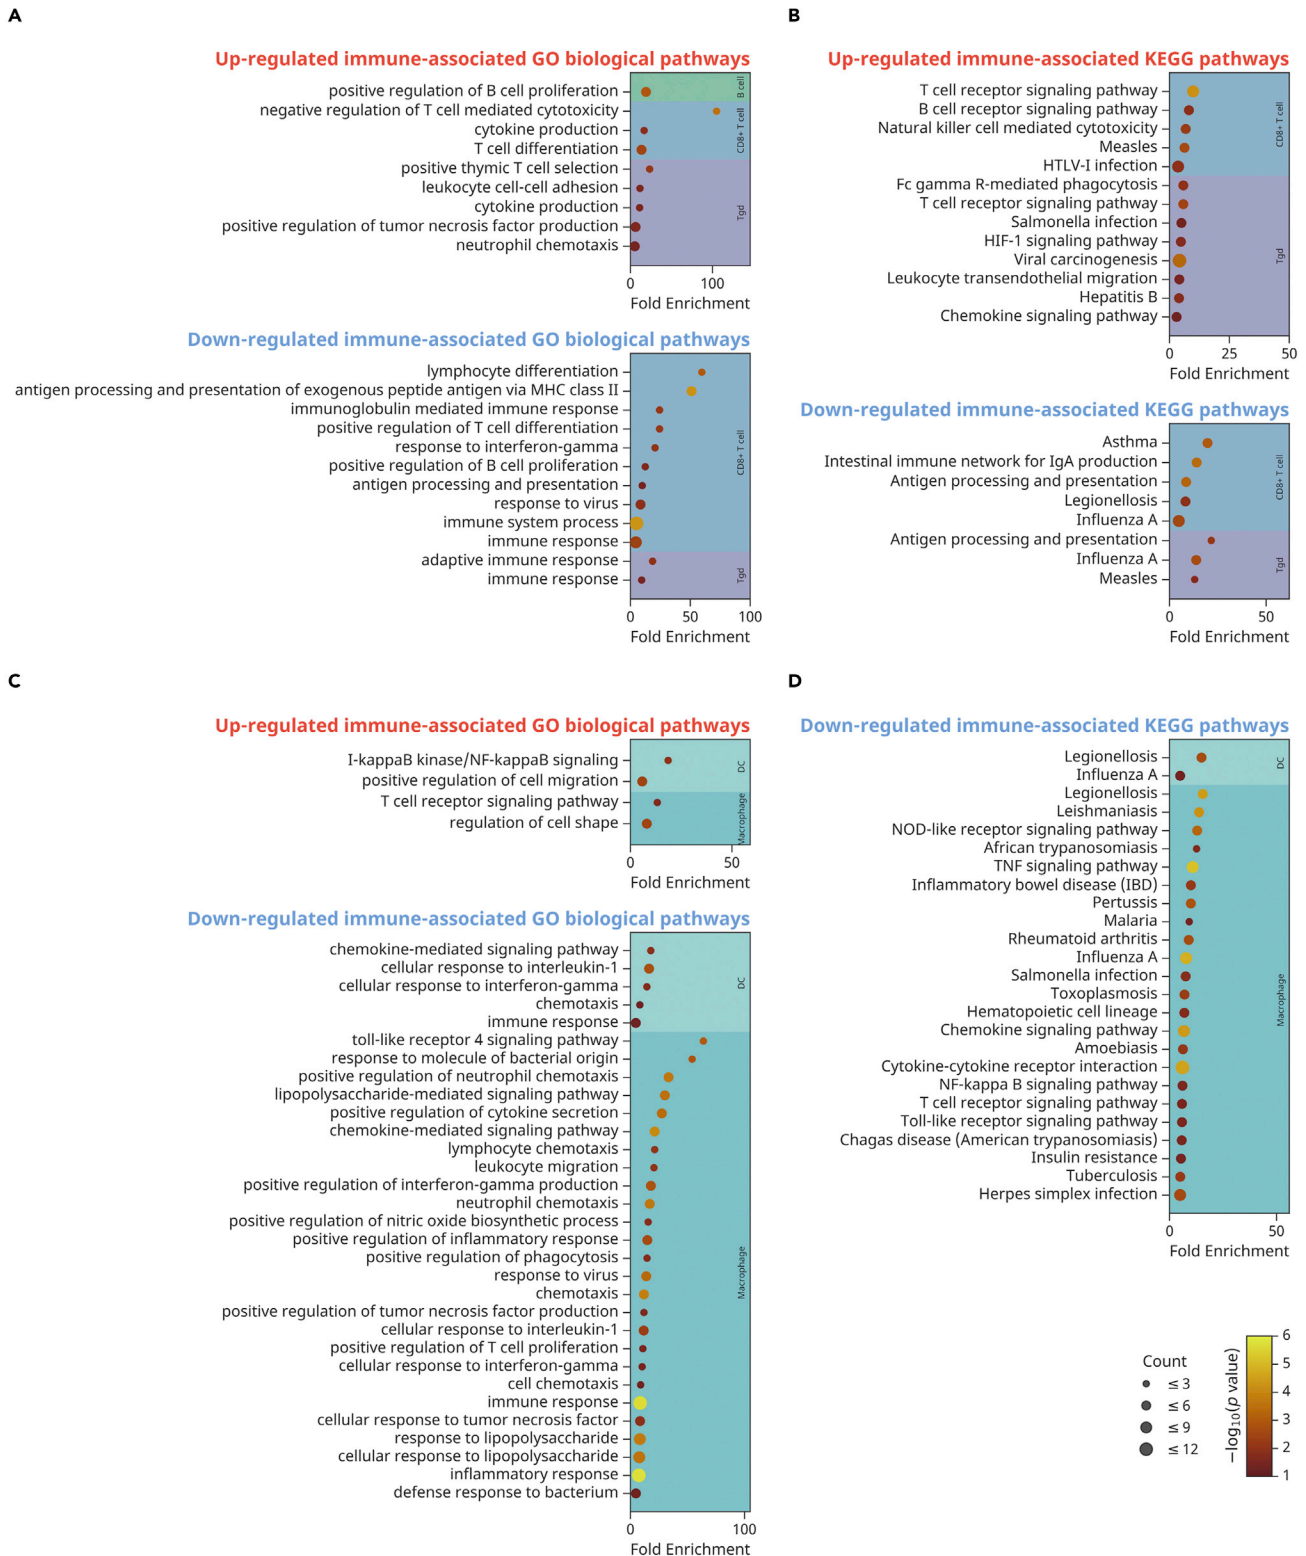 A
Up-regulated immune-associated GO biological pathways
positive regulation of B cell proliferation
negative regulation of T cell mediated cytotoxicity
cytokine production
T cell differentiation
positive thymic T cell selection
leukocyte cell-cell adhesion
cytokine production
positive regulation of tumor necrosis factor production
neutrophil chemotaxis
B cell
CD8+ T cell
Tgd
0 100
Fold Enrichment
Down-regulated immune-associated GO biological pathways
lymphocyte differentiation
antigen processing and presentation of exogenous peptide antigen via MHC class II
immunoglobulin mediated immune response
positive regulation of T cell differentiation
response to interferon-gamma
positive regulation of B cell proliferation
antigen processing and presentation
response to virus
immune system process
immune response
adaptive immune response
immune response
CD8+ T cell
Tgd
0 50 100
Fold Enrichment
B
Up-regulated immune-associated KEGG pathways
T cell receptor signaling pathway
B cell receptor signaling pathway
Natural killer cell mediated cytotoxicity
Measles
HTLV-I infection
Fc gamma R-mediated phagocytosis
T cell receptor signaling pathway
Salmonella infection
HIF-1 signaling pathway
Viral carcinogenesis
Leukocyte transendothelial migration
Hepatitis B
Chemokine signaling pathway
CD8+ T cell
Tgd
0 25 50
Fold Enrichment
Down-regulated immune-associated KEGG pathways
Asthma
Intestinal immune network for IgA production
Antigen processing and presentation
Legionellosis
Influenza A
Antigen processing and presentation
Influenza A
Measles
CD8+ T cell
Tgd
0 50
Fold Enrichment
C
Up-regulated immune-associated GO biological pathways
I-kappaB kinase/NF-kappaB signaling
positive regulation of cell migration
T cell receptor signaling pathway
regulation of cell shape
DC
Macrophage
0 50
Fold Enrichment
Down-regulated immune-associated GO biological pathways
chemokine-mediated signaling pathway
cellular response to interleukin-1
cellular response to interferon-gamma
chemotaxis
immune response
toll-like receptor 4 signaling pathway
response to molecule of bacterial origin
positive regulation of neutrophil chemotaxis
lipopolysaccharide-mediated signaling pathway
positive regulation of cytokine secretion
chemokine-mediated signaling pathway
lymphocyte chemotaxis
leukocyte migration
positive regulation of interferon-gamma production
neutrophil chemotaxis
positive regulation of nitric oxide biosynthetic process
positive regulation of inflammatory response
positive regulation of phagocytosis
response to virus
chemotaxis
positive regulation of tumor necrosis factor production
cellular response to interleukin-1
positive regulation of T cell proliferation
cellular response to interferon-gamma
cell chemotaxis
immune response
cellular response to tumor necrosis factor
response to lipopolysaccharide
cellular response to lipopolysaccharide
inflammatory response
defense response to bacterium
DC
Macrophage
0 100
Fold Enrichment
D
Down-regulated immune-associated KEGG pathways
Legionellosis
Influenza A
Legionellosis
Leishmaniasis
NOD-like receptor signaling pathway
African trypanosomiasis
TNF signaling pathway
Inflammatory bowel disease (IBD)
Pertussis
Malaria
Rheumatoid arthritis
Influenza A
Salmonella infection
Toxoplasmosis
Hematopoietic cell lineage
Chemokine signaling pathway
Amoebiasis
Cytokine-cytokine receptor interaction
NF-kappa B signaling pathway
T cell receptor signaling pathway
Toll-like receptor signaling pathway
Chagas disease (American trypanosomiasis)
Insulin resistance
Tuberculosis
Herpes simplex infection
DC
Macrophage
0 50
Fold Enrichment
Count
≤ 3
≤ 6
≤ 9
≤ 12
−log₁₀(p value)
6
5
4
3
2
1